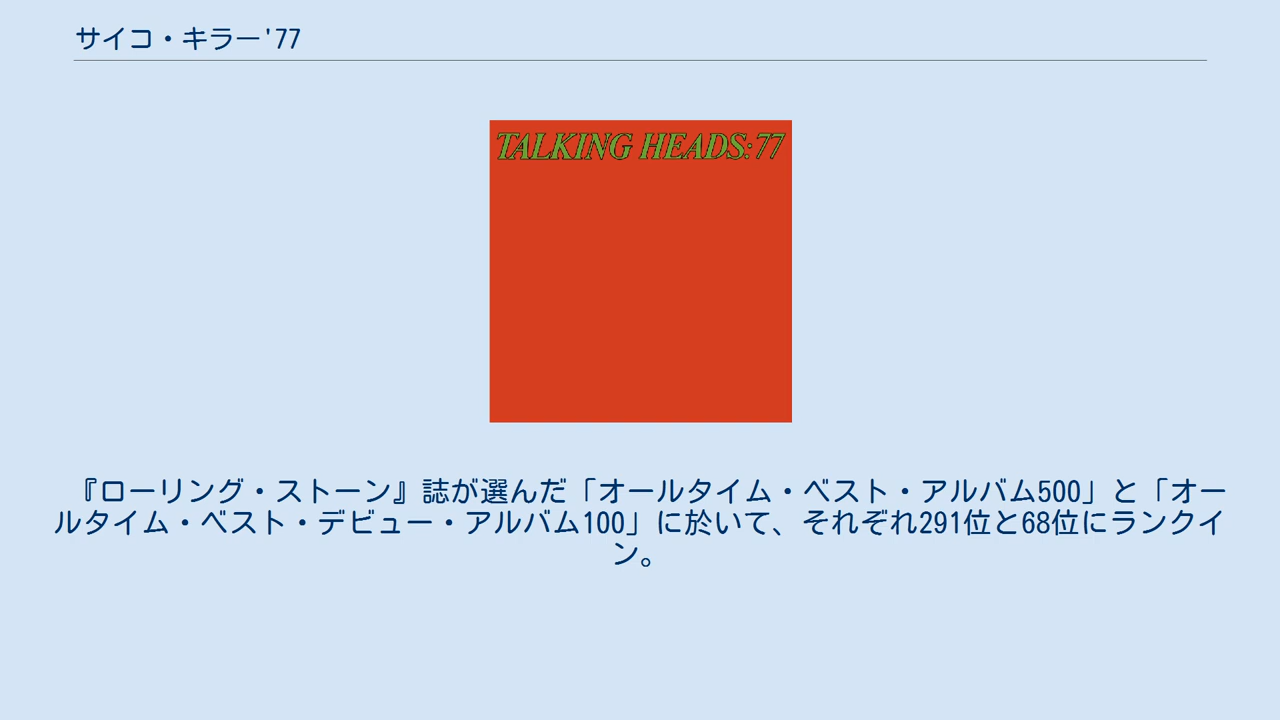 サイコ・キラー'77
TALKING HEADS: 77
『ローリング・ストーン』誌が選んだ「オールタイム・ベスト・アルバム500」と「オー
ルタイム・ベスト・デビュー・アルバム100」に於いて、それぞれ291位と68位にランクイ
ン。